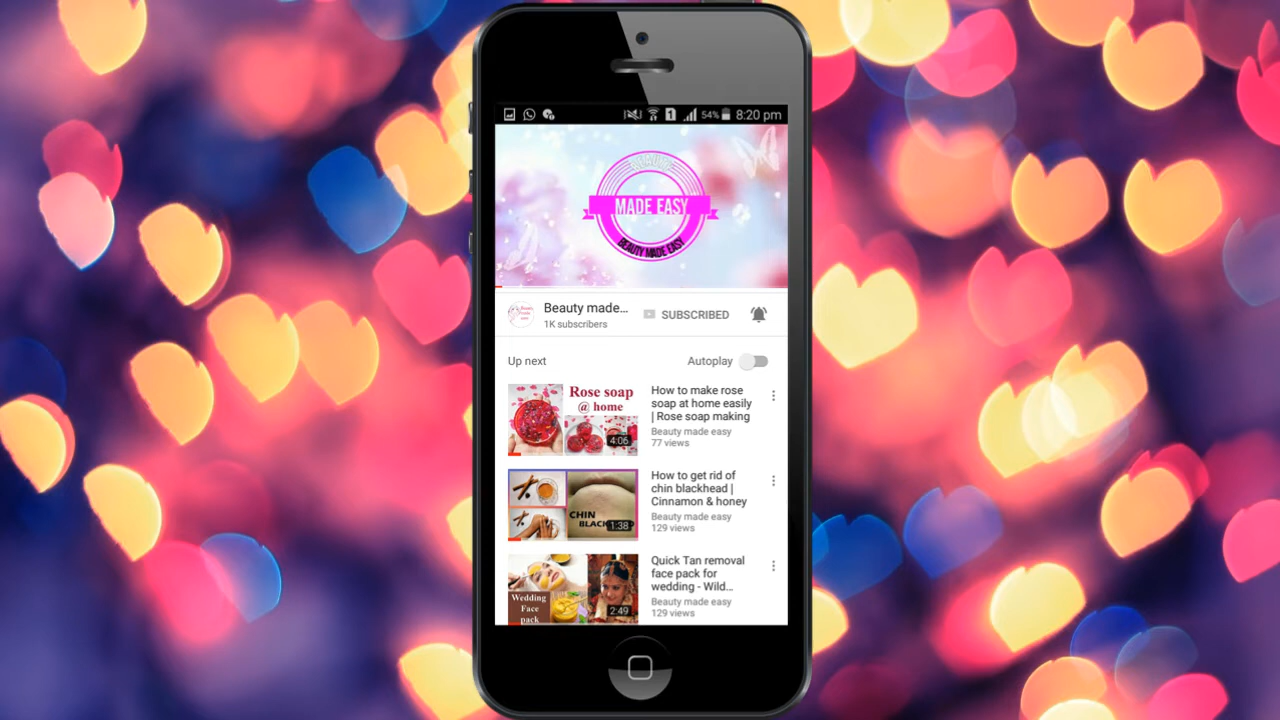 1 54% 8:20 pm
BEAUTY
MADE EASY
BEAUTY MADE EASY
Beauty made... SUBSCRIBED
1K subscribers
Up next Autoplay
Rose soap
@ home
4:06
How to make rose
soap at home easily
| Rose soap making
Beauty made easy
77 views
CHIN
1:38
How to get rid of
chin blackhead |
Cinnamon & honey
Beauty made easy
129 views
Wedding
Face
pack
2:49
Quick Tan removal
face pack for
wedding - Wild...
Beauty made easy
129 views